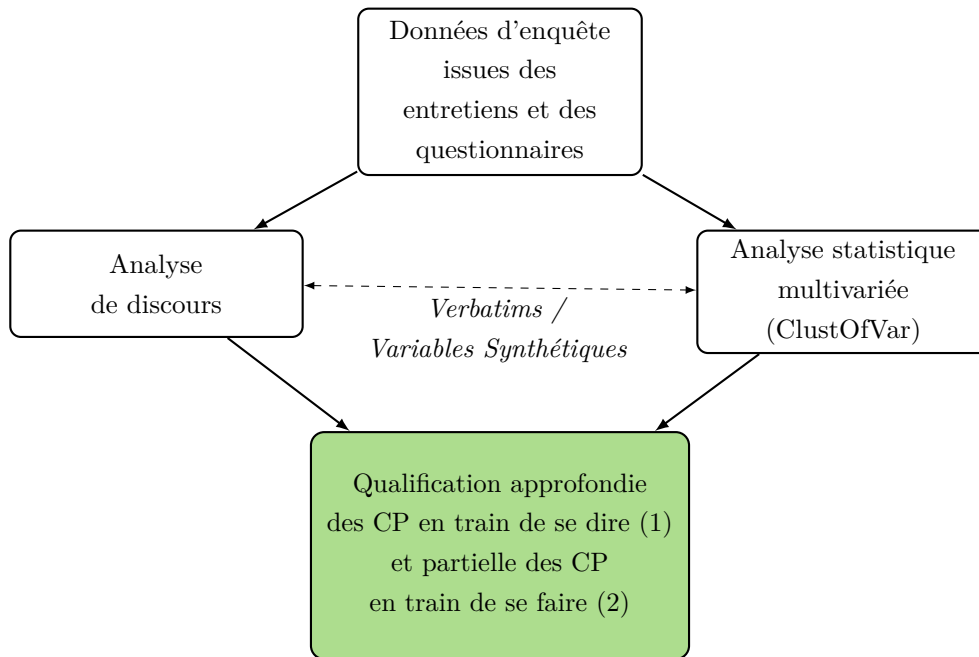 Données d'enquête
issues des
entretiens et des
questionnaires
Analyse
de discours
Analyse statistique
multivariée
(ClustOfVar)
Verbatims /
Variables Synthétiques
Qualification approfondie
des CP en train de se dire (1)
et partielle des CP
en train de se faire (2)